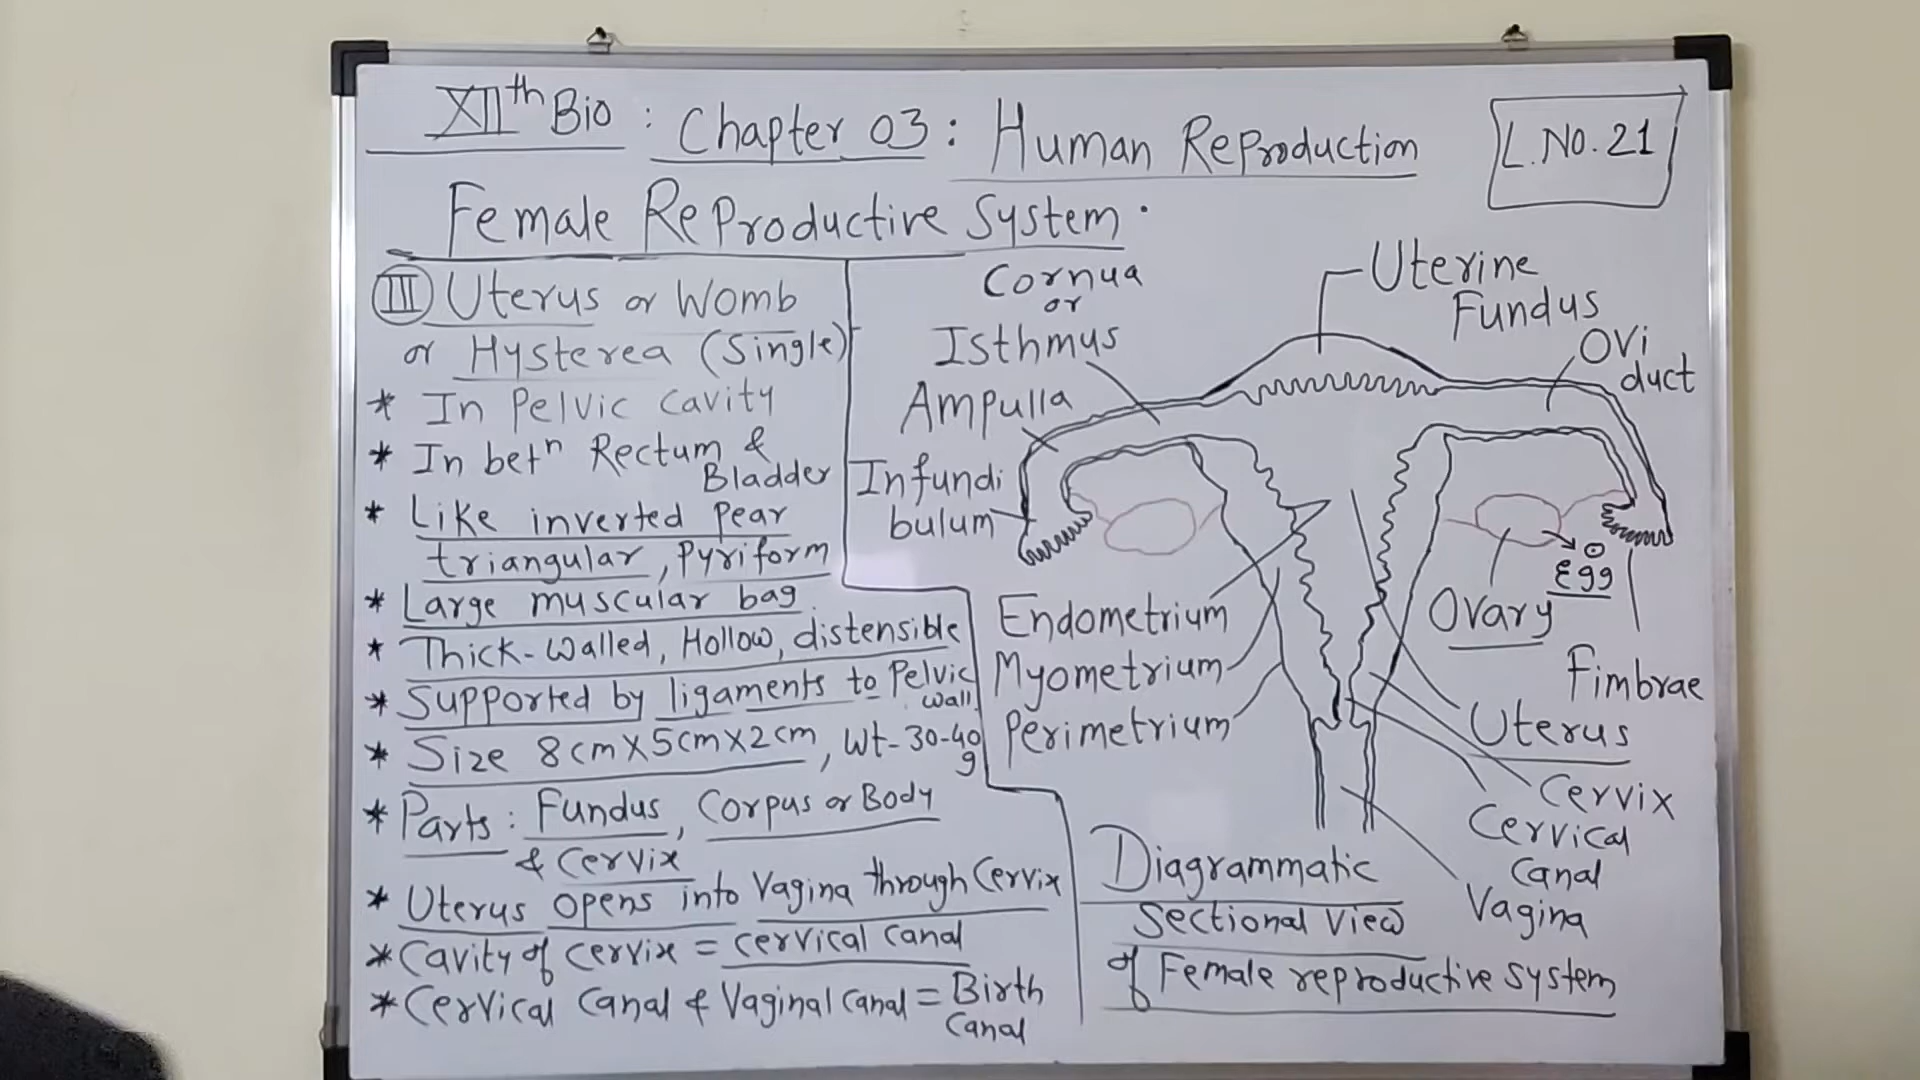 XIIth Bio : Chapter 03 : Human Reproduction
L. No. 21
Female Reproductive System.
III Uterus or Womb
or Hysterea (Single)
* In Pelvic cavity
* In betn Rectum &
Bladder
* Like inverted Pear
triangular, Pyriform
* Large muscular bag
* Thick-walled, Hollow, distensible
* Supported by ligaments to Pelvic
wall
* Size 8cm X 5cm X 2cm, Wt-30-40
g
* Parts : Fundus, Corpus or Body
& Cervix
* Uterus opens into Vagina through Cervix
* Cavity of Cervix = Cervical Canal
* Cervical Canal & Vaginal Canal = Birth
Canal
Cornua
or
Isthmus
Ampulla
Infundi
bulum
Uterine
Fundus
Ovi
duct
Egg
Ovary
Fimbrae
Endometrium
Myometrium
Perimetrium
Uterus
Cervix
Cervical
Canal
Vagina
Diagrammatic
Sectional View
of Female reproductive system